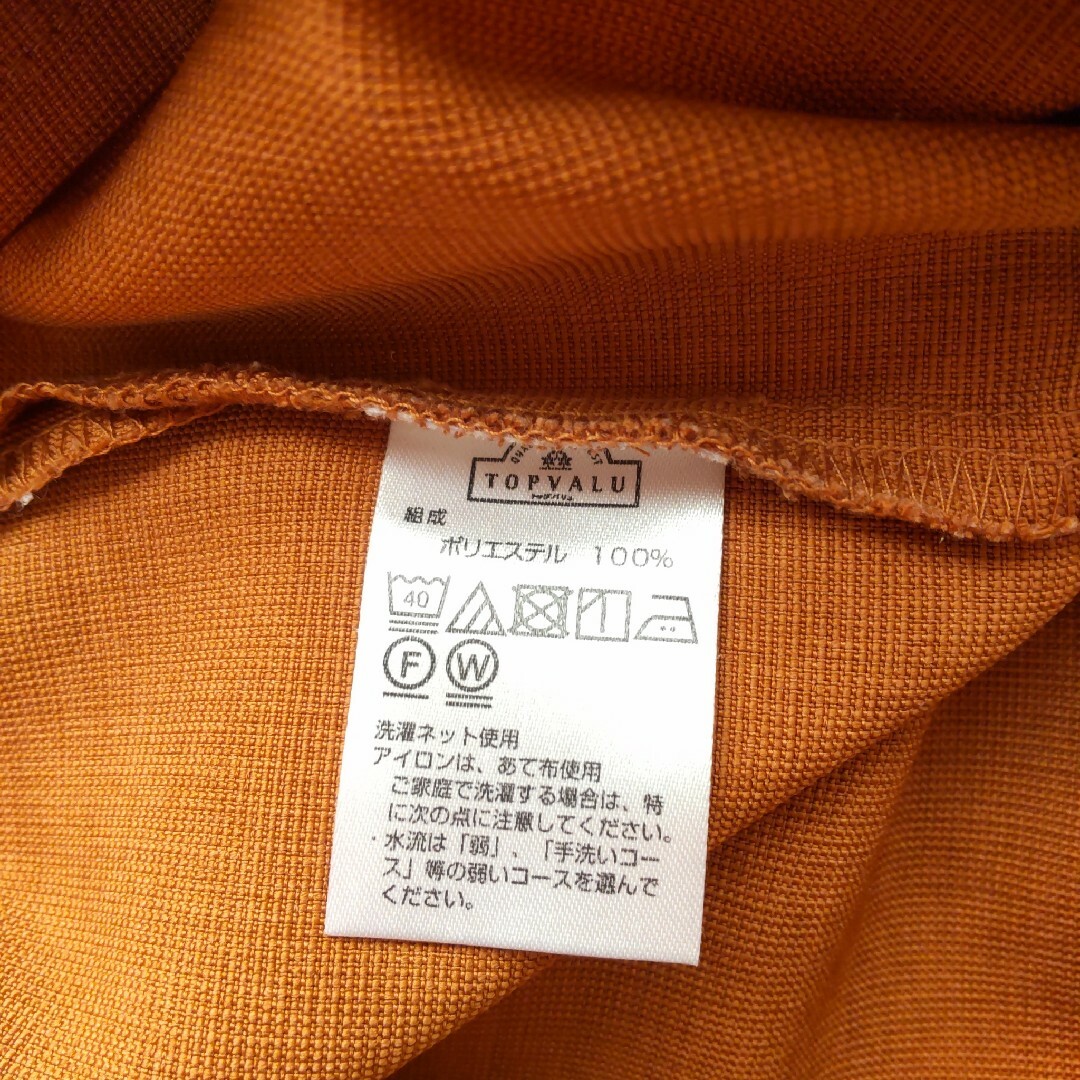 TOPVALU
トップバリュ
組成
ポリエステル 100%
40
F W
洗濯ネット使用
アイロンは、あて布使用
ご家庭で洗濯する場合は、特
に次の点に注意してください。
・水流は「弱」、「手洗いコー
ス」等の弱いコースを選んで
ください。